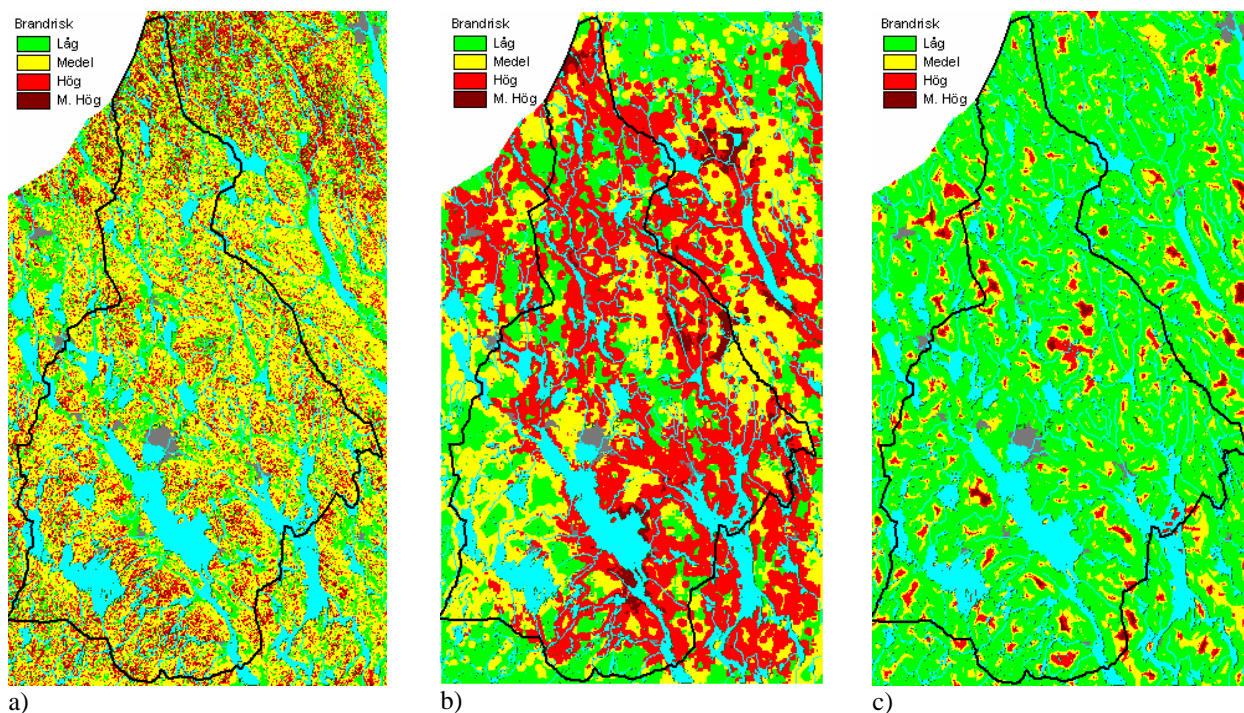 Brandrisk
Låg
Medel
Hög
M. Hög
Brandrisk
Låg
Medel
Hög
M. Hög
Brandrisk
Låg
Medel
Hög
M. Hög
a)
b)
c)